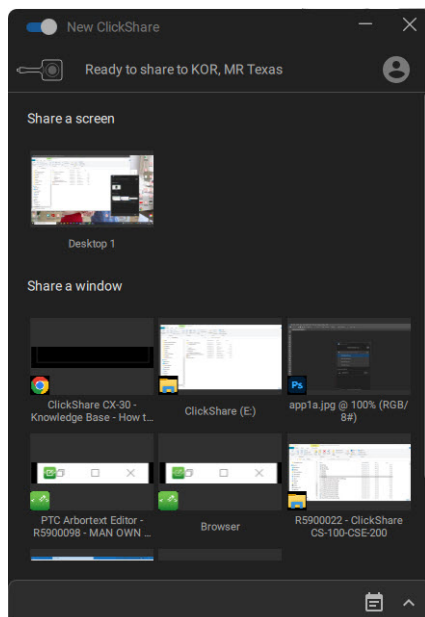 New ClickShare
Ready to share to KOR, MR Texas
Share a screen
Desktop 1
Share a window
ClickShare CX-30 -
Knowledge Base - How t...
ClickShare (E:)
Ps
app1a.jpg @ 100% (RGB/
8#)
PTC Arbortext Editor -
R5900098 - MAN OWN ...
Browser
R5900022 - ClickShare
CS-100-CSE-200